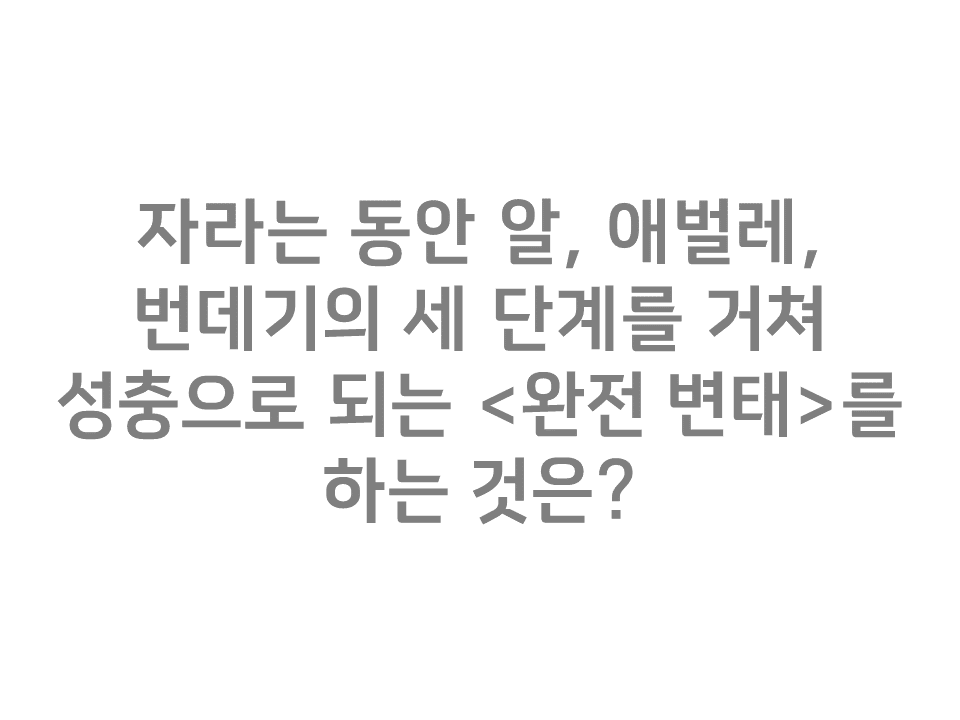 자라는 동안 알, 애벌레,
번데기의 세 단계를 거쳐
성충으로 되는 <완전 변태>를
하는 것은?